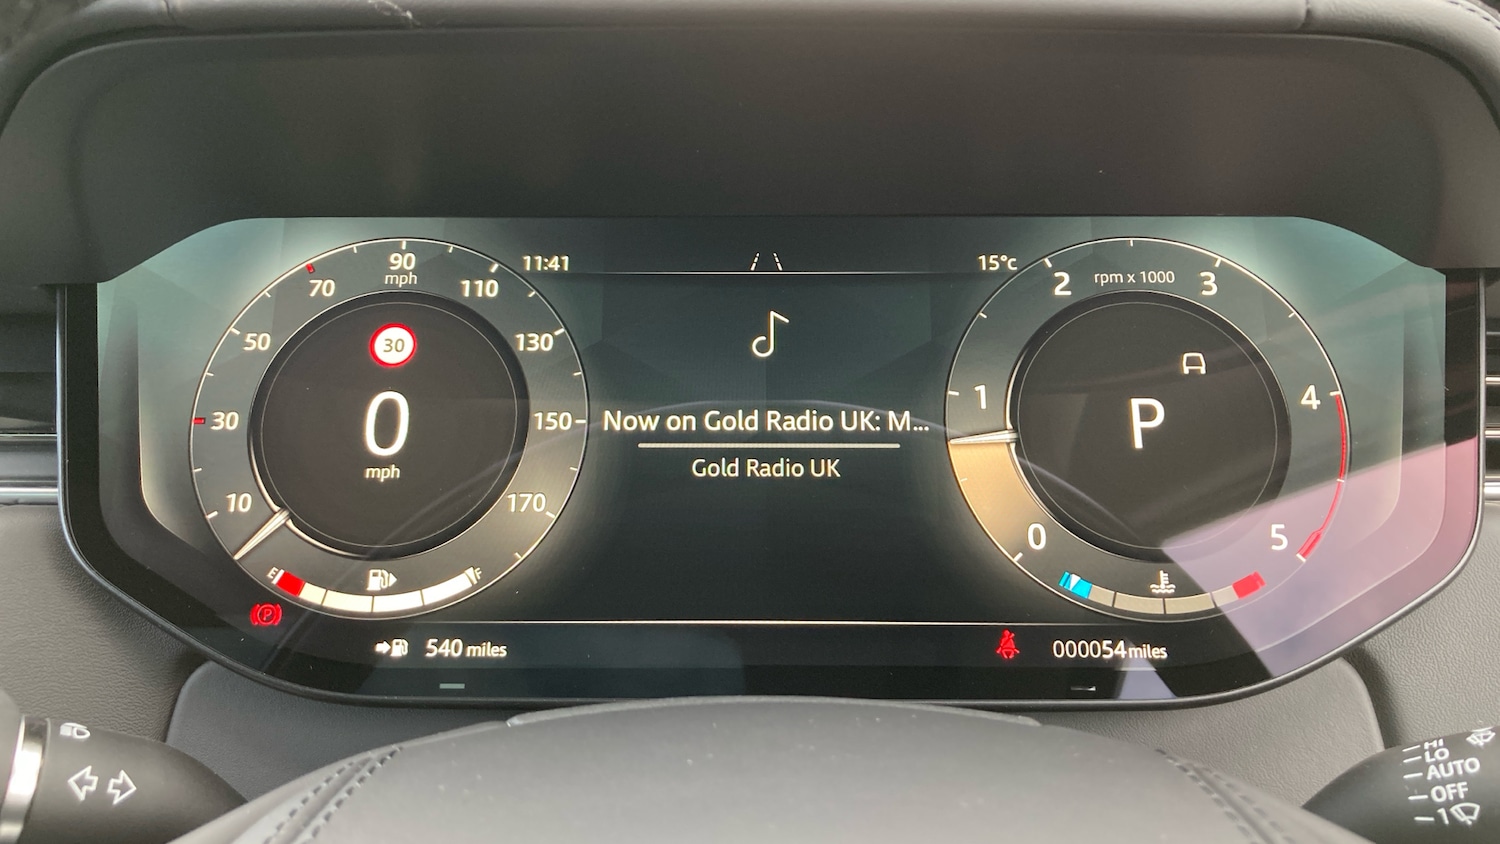 90
mph
70
110
50
130
30
30
150
0
mph
10
170
E
F
P
540 miles
11:41
15°c
Now on Gold Radio UK: M...
Gold Radio UK
2
rpm x 1000
3
1
4
P
0
5
000054 miles
HI
LO
AUTO
OFF
1